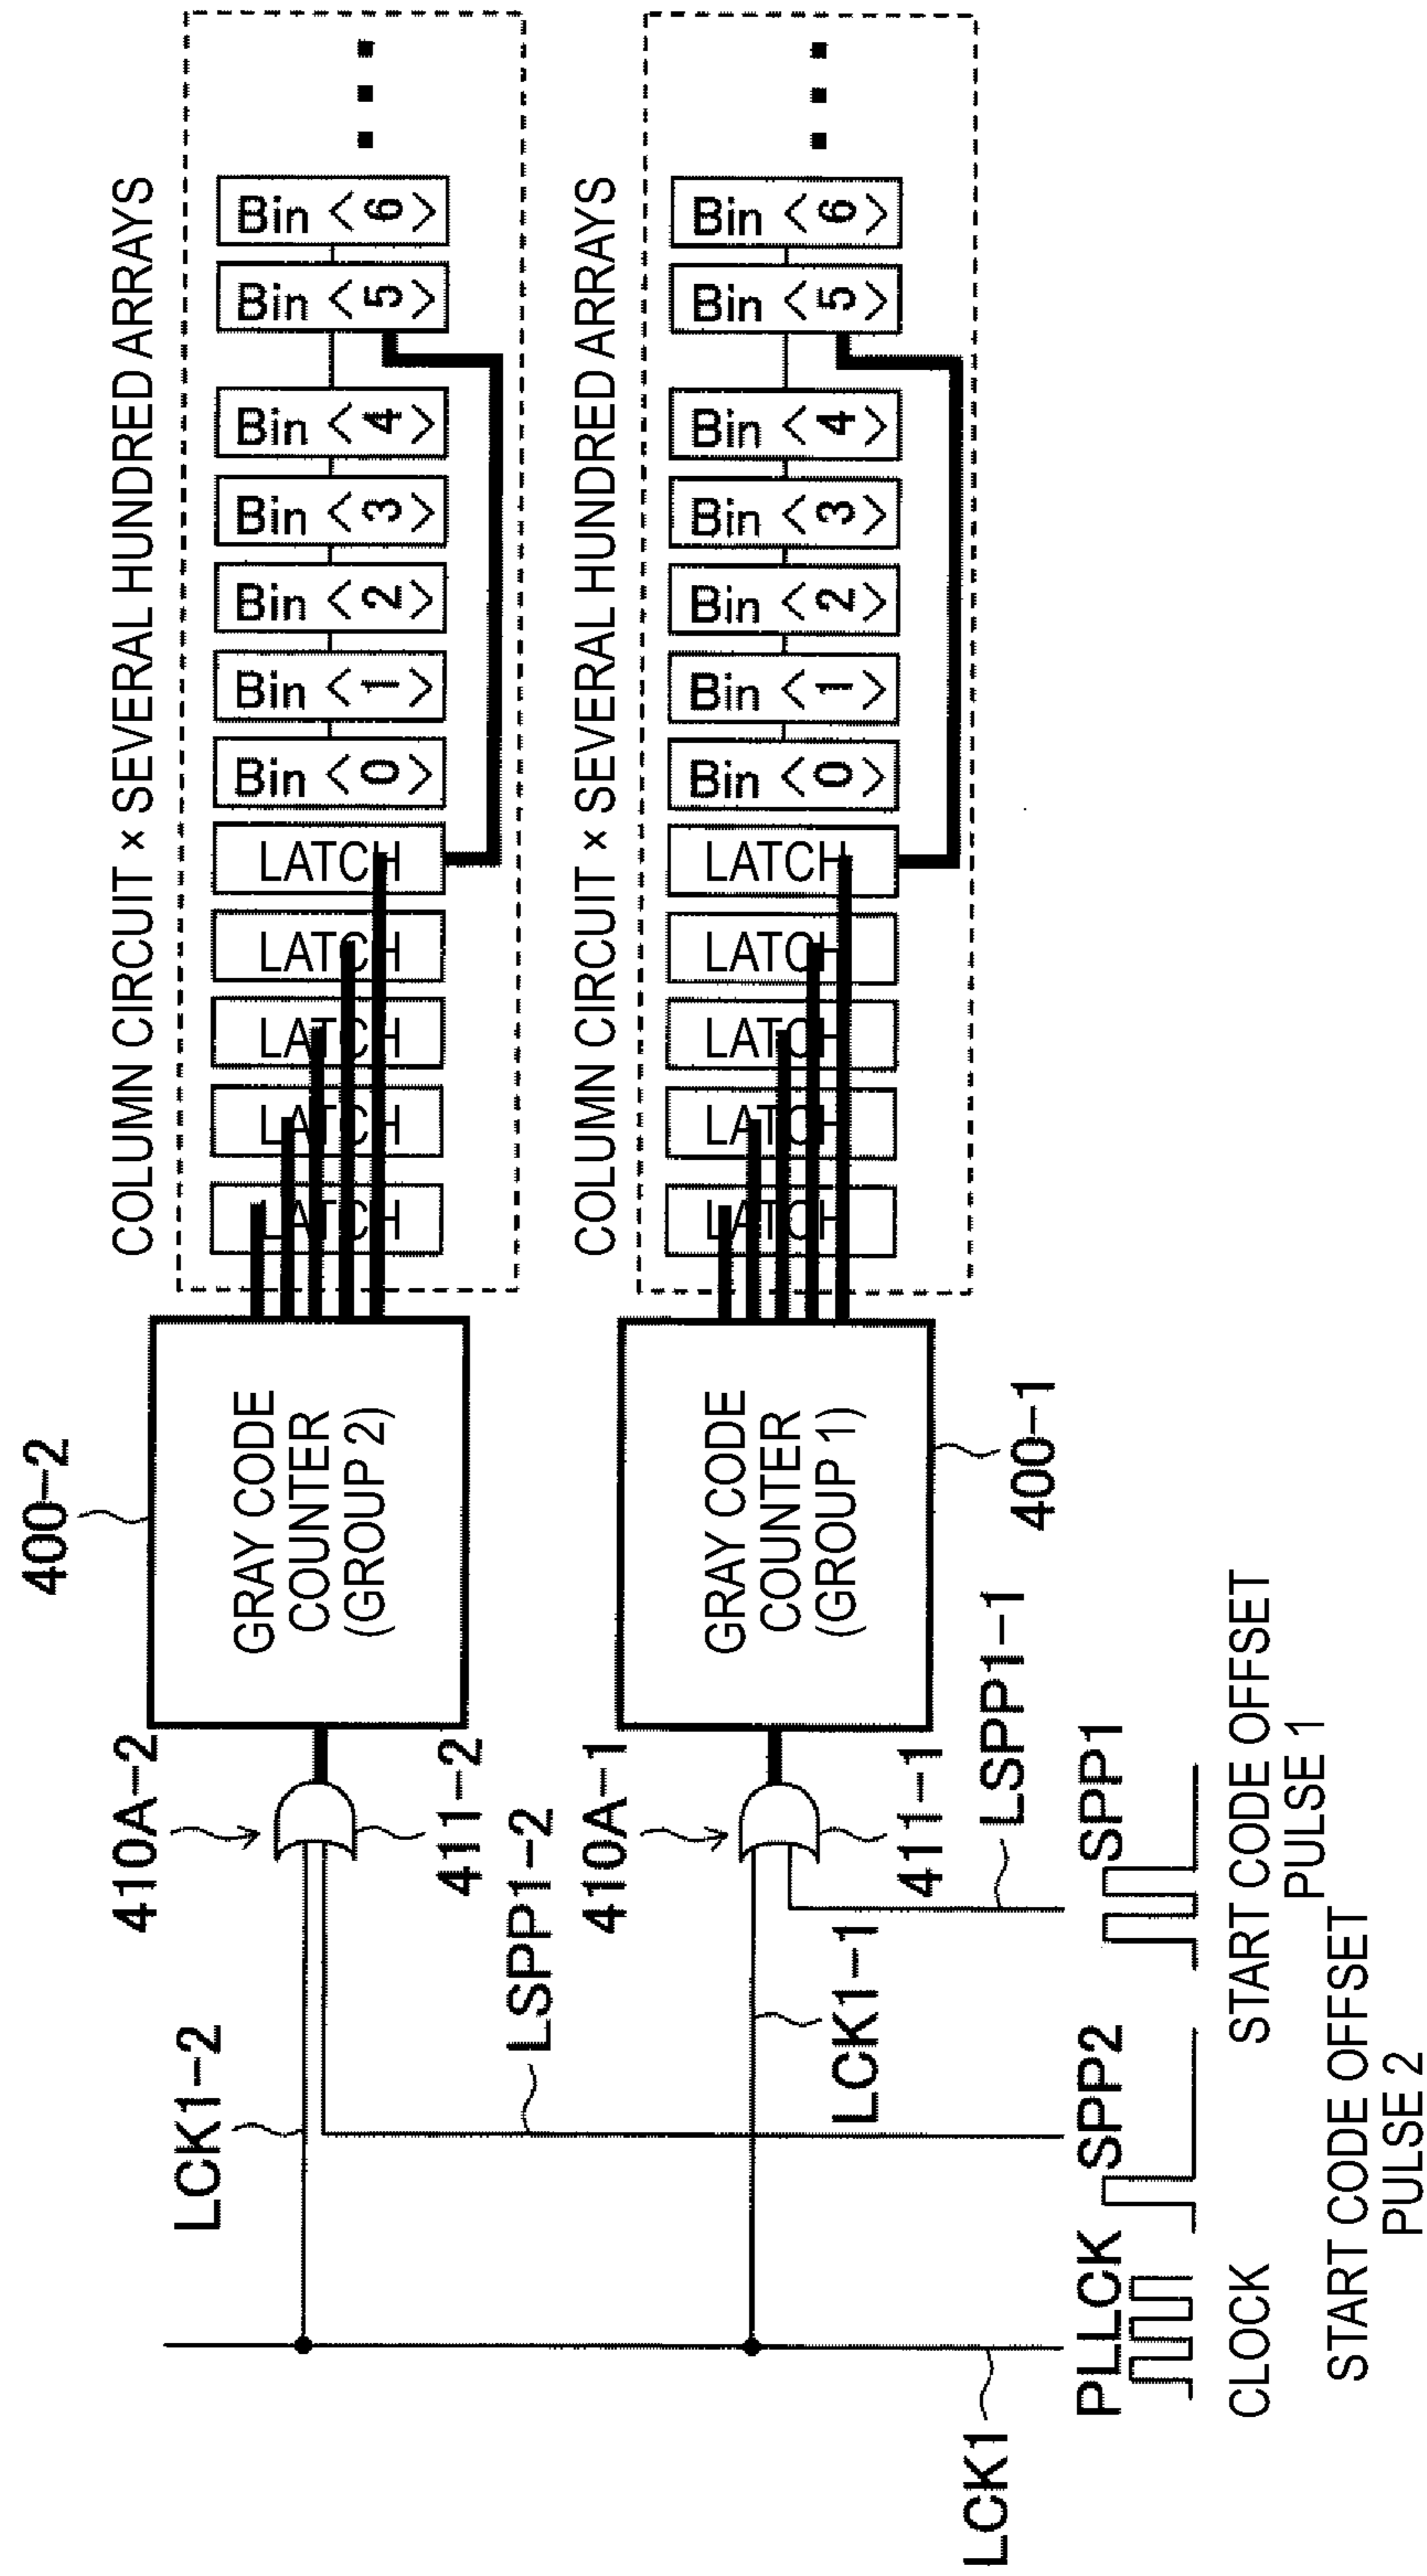 COLUMN CIRCUIT × SEVERAL HUNDRED ARRAYS
400-2
GRAY CODE
COUNTER
(GROUP 2)
LATCH
LATCH
LATCH
LATCH
LATCH
Bin <0>
Bin <1>
Bin <2>
Bin <3>
Bin <4>
Bin <5>
Bin <6>
410A-2
411-2
LCK1-2
LSPP1-2
COLUMN CIRCUIT × SEVERAL HUNDRED ARRAYS
GRAY CODE
COUNTER
(GROUP 1)
400-1
LATCH
LATCH
LATCH
LATCH
LATCH
Bin <0>
Bin <1>
Bin <2>
Bin <3>
Bin <4>
Bin <5>
Bin <6>
410A-1
411-1
LCK1-1
LSPP1-1
LCK1
PLLCK
CLOCK
SPP2
START CODE OFFSET
PULSE 2
SPP1
START CODE OFFSET
PULSE 1